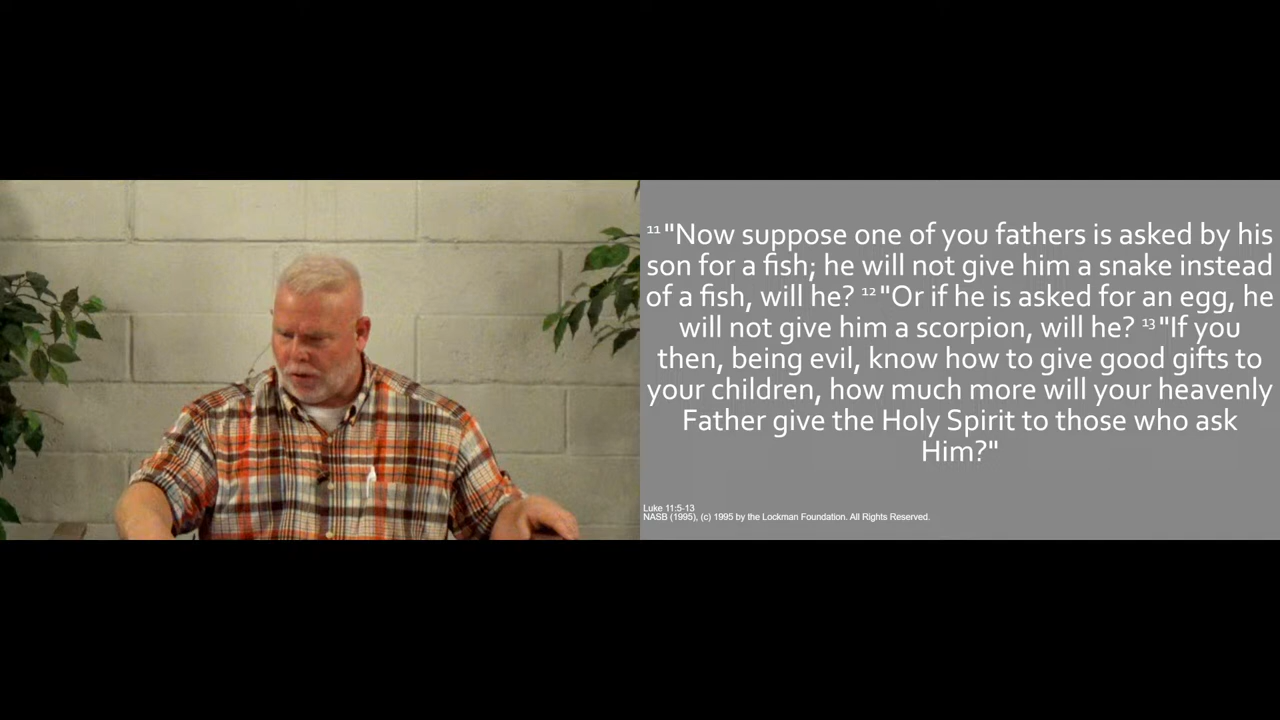 11 "Now suppose one of you fathers is asked by his
son for a fish; he will not give him a snake instead
of a fish, will he? 12 "Or if he is asked for an egg, he
will not give him a scorpion, will he? 13 "If you
then, being evil, know how to give good gifts to
your children, how much more will your heavenly
Father give the Holy Spirit to those who ask
Him?"
Luke 11:5-13
NASB (1995), (c) 1995 by the Lockman Foundation. All Rights Reserved.